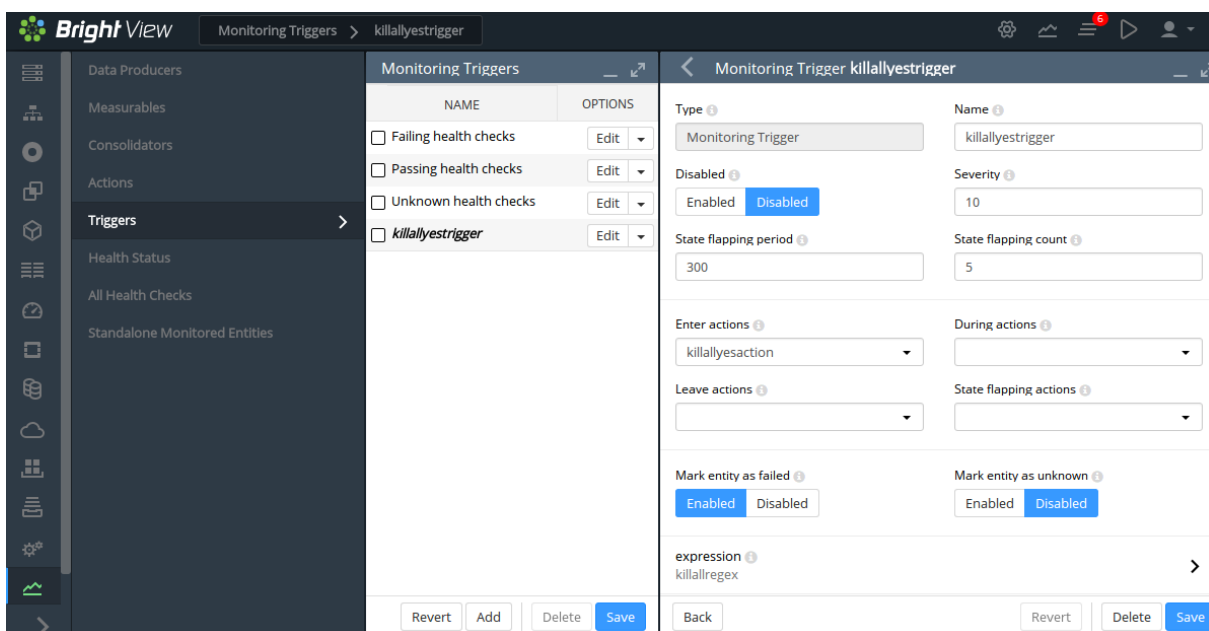 Bright View
Monitoring Triggers > killallyestrigger
6
Data Producers
Measurables
Consolidators
Actions
Triggers
Health Status
All Health Checks
Standalone Monitored Entities
Monitoring Triggers
NAME OPTIONS
Failing health checks Edit
Passing health checks Edit
Unknown health checks Edit
killallyestrigger Edit
Revert Add Delete Save
Monitoring Trigger killallyestrigger
Type Name
Monitoring Trigger killallyestrigger
Disabled Severity
Enabled Disabled 10
State flapping period State flapping count
300 5
Enter actions During actions
killallyesaction
Leave actions State flapping actions
Mark entity as failed Mark entity as unknown
Enabled Disabled Enabled Disabled
expression
killallregex
Back Revert Delete Save